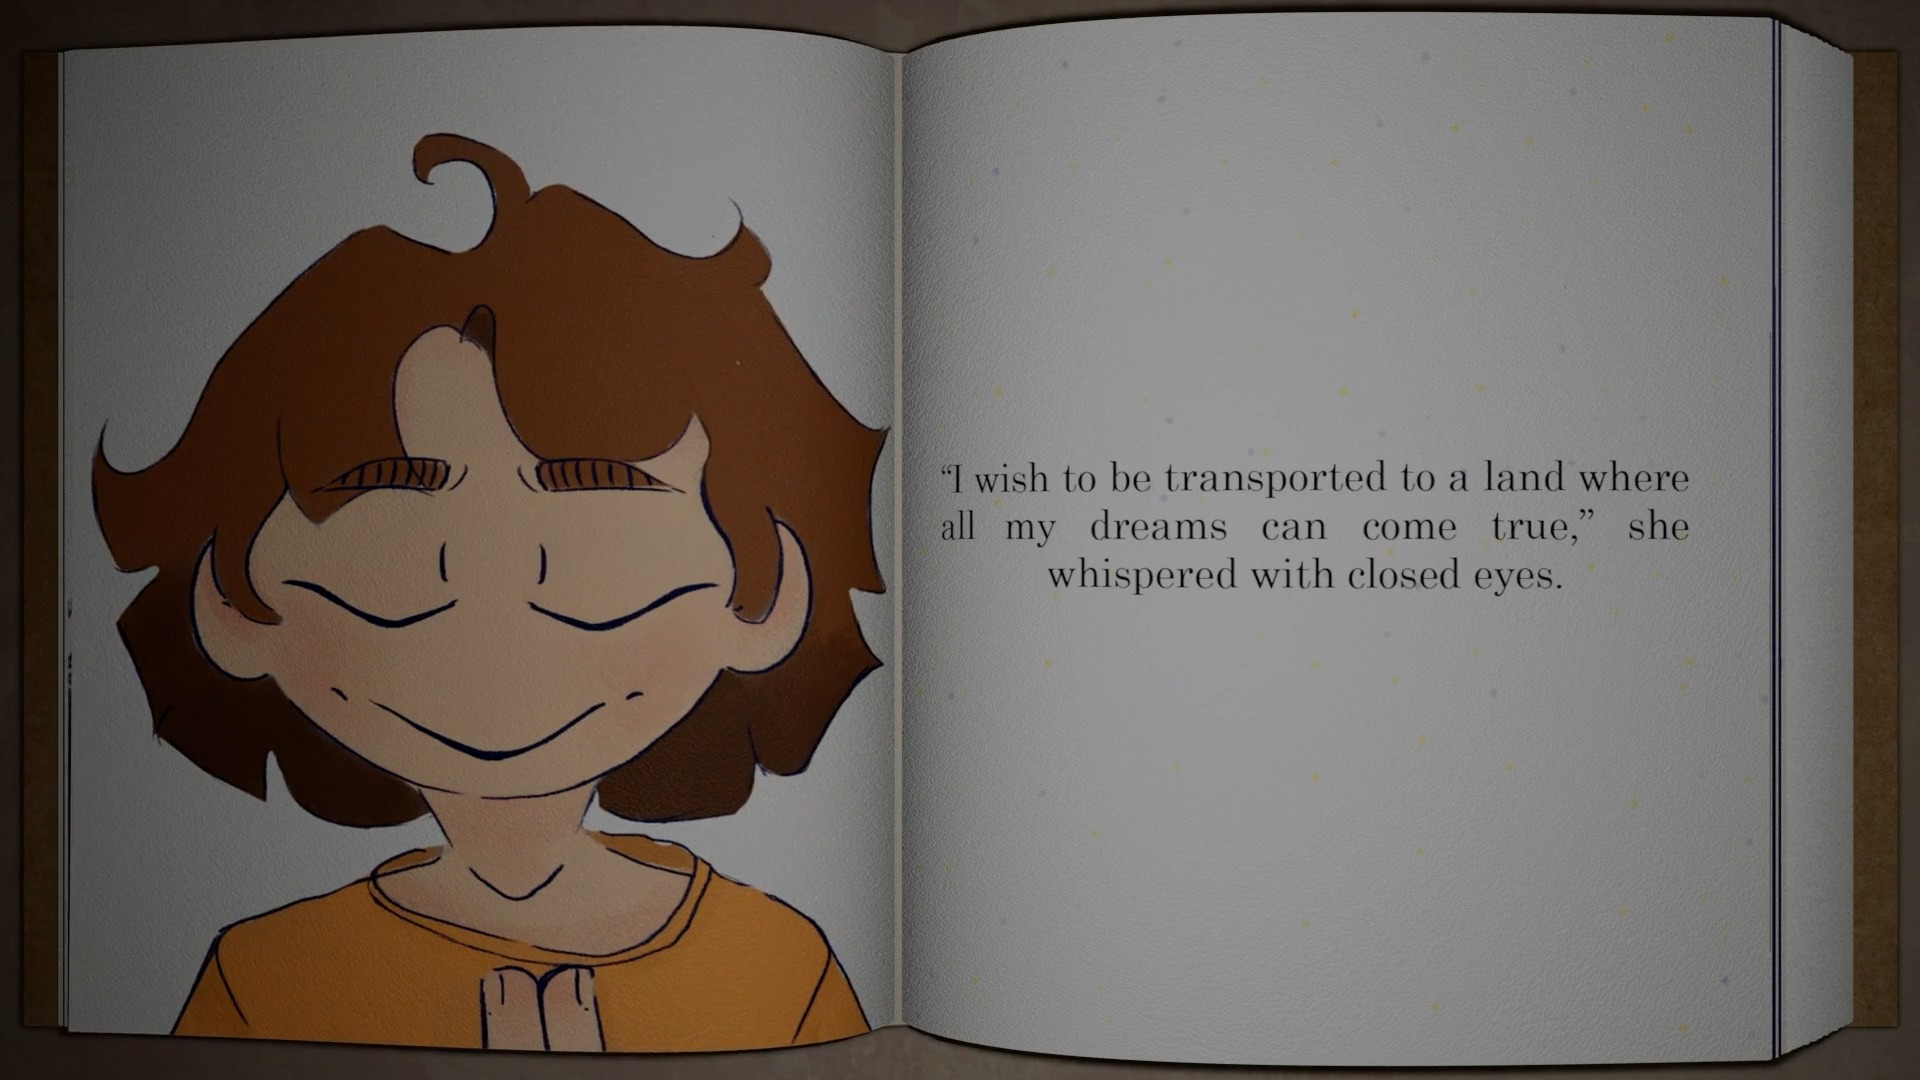 “I wish to be transported to a land where
all my dreams can come true,” she
whispered with closed eyes.